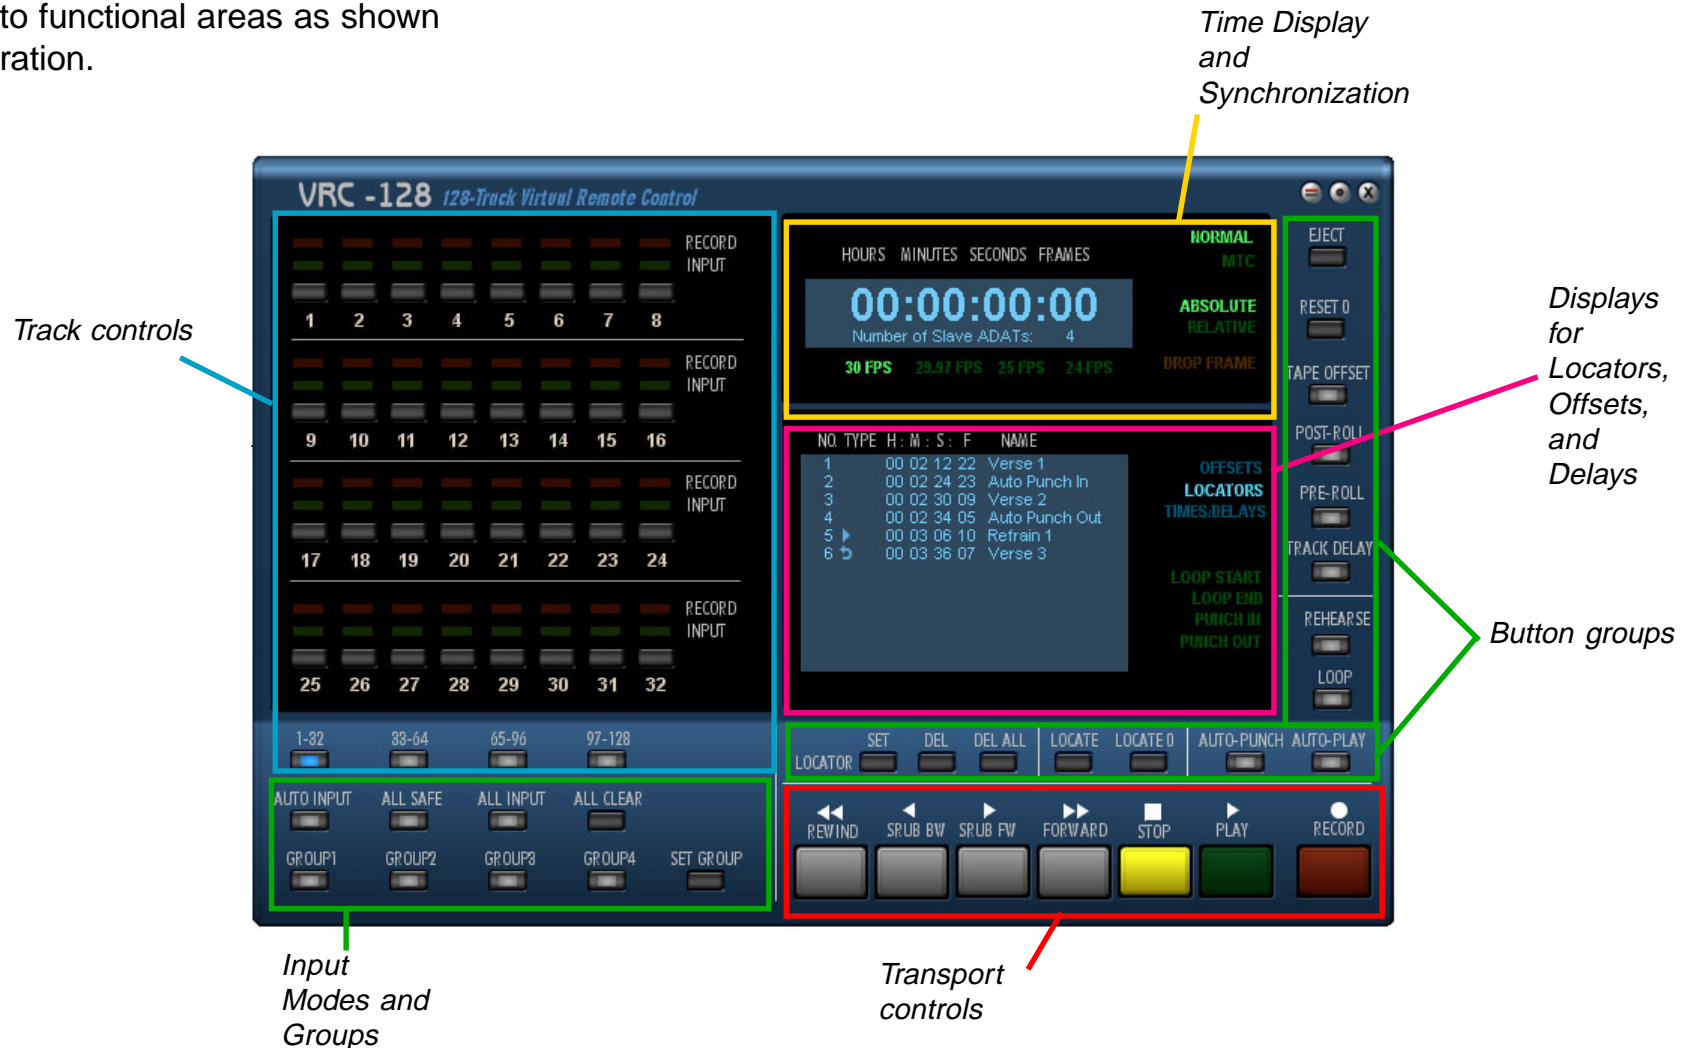 to functional areas as shown
ration.
Time Display
and
Synchronization
VRC -128 128-Track Virtual Remote Control
RECORD
INPUT
1 2 3 4 5 6 7 8
RECORD
INPUT
9 10 11 12 13 14 15 16
RECORD
INPUT
17 18 19 20 21 22 23 24
RECORD
INPUT
25 26 27 28 29 30 31 32
1-32 33-64 65-96 97-128
Track controls
HOURS MINUTES SECONDS FRAMES
00:00:00:00
Number of Slave ADATs: 4
30 FPS 29.97 FPS 25 FPS 24 FPS
NORMAL
MTC
ABSOLUTE
RELATIVE
DROP FRAME
NO. TYPE H : M : S : F NAME
1 00 02 12 22 Verse 1
2 00 02 24 23 Auto Punch In
3 00 02 30 09 Verse 2
4 00 02 34 05 Auto Punch Out
5 00 03 06 10 Refrain 1
6 00 03 36 07 Verse 3
OFFSETS
LOCATORS
TIMES/DELAYS
LOOP START
LOOP END
PUNCH IN
PUNCH OUT
EJECT
RESET 0
TAPE OFFSET
POST-ROLL
PRE-ROLL
TRACK DELAY
REHEARSE
LOOP
Displays
for
Locators,
Offsets,
and
Delays
Button groups
LOCATOR SET DEL DEL ALL LOCATE LOCATE 0 AUTO-PUNCH AUTO-PLAY
AUTO INPUT ALL SAFE ALL INPUT ALL CLEAR
GROUP1 GROUP2 GROUP3 GROUP4 SET GROUP
REWIND SRUB BW SRUB FW FORWARD STOP PLAY RECORD
Input
Modes and
Groups
Transport
controls